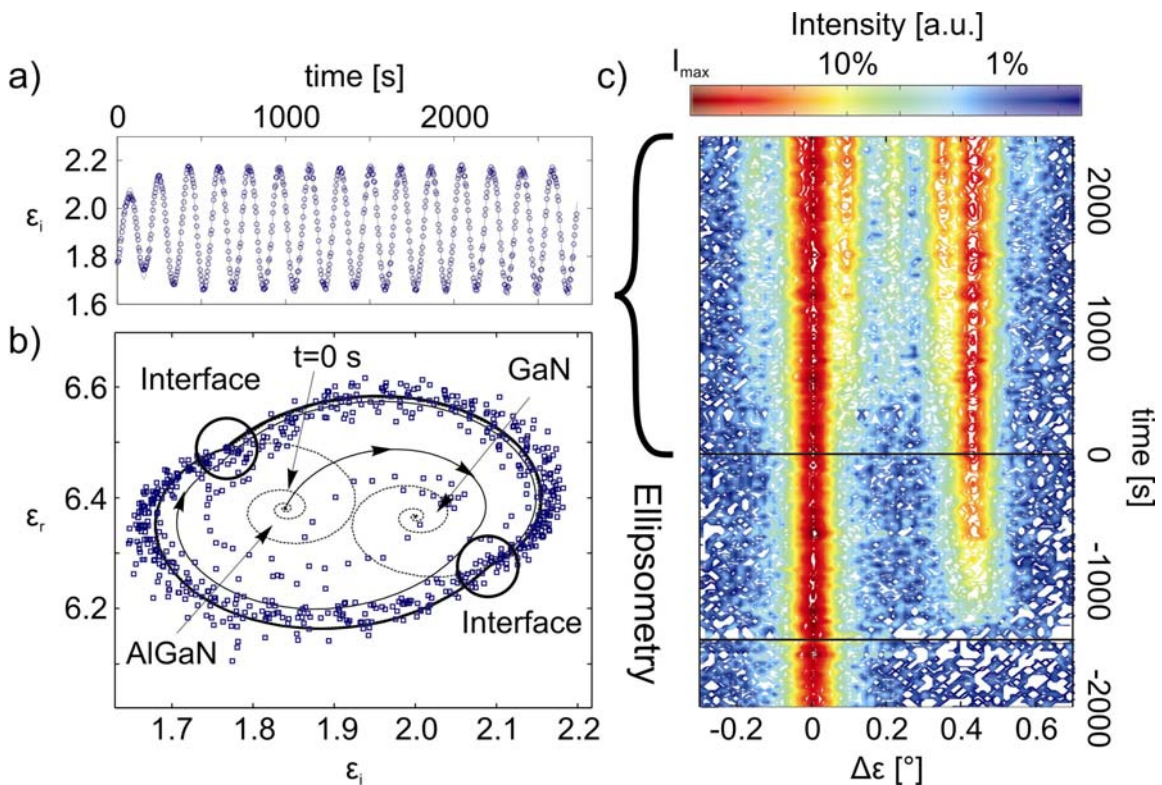 a)
time [s]
0 1000 2000
2.2
2.0
1.8
1.6
εᵢ
b)
εᵣ
6.6
6.4
6.2
Interface
t=0 s
GaN
AlGaN
Interface
1.7 1.8 1.9 2.0 2.1 2.2
εᵢ
Ellipsometry
c)
Intensity [a.u.]
Iₘₐₓ 10% 1%
2000
1000
0
-1000
-2000
time [s]
-0.2 0 0.2 0.4 0.6
Δε [°]